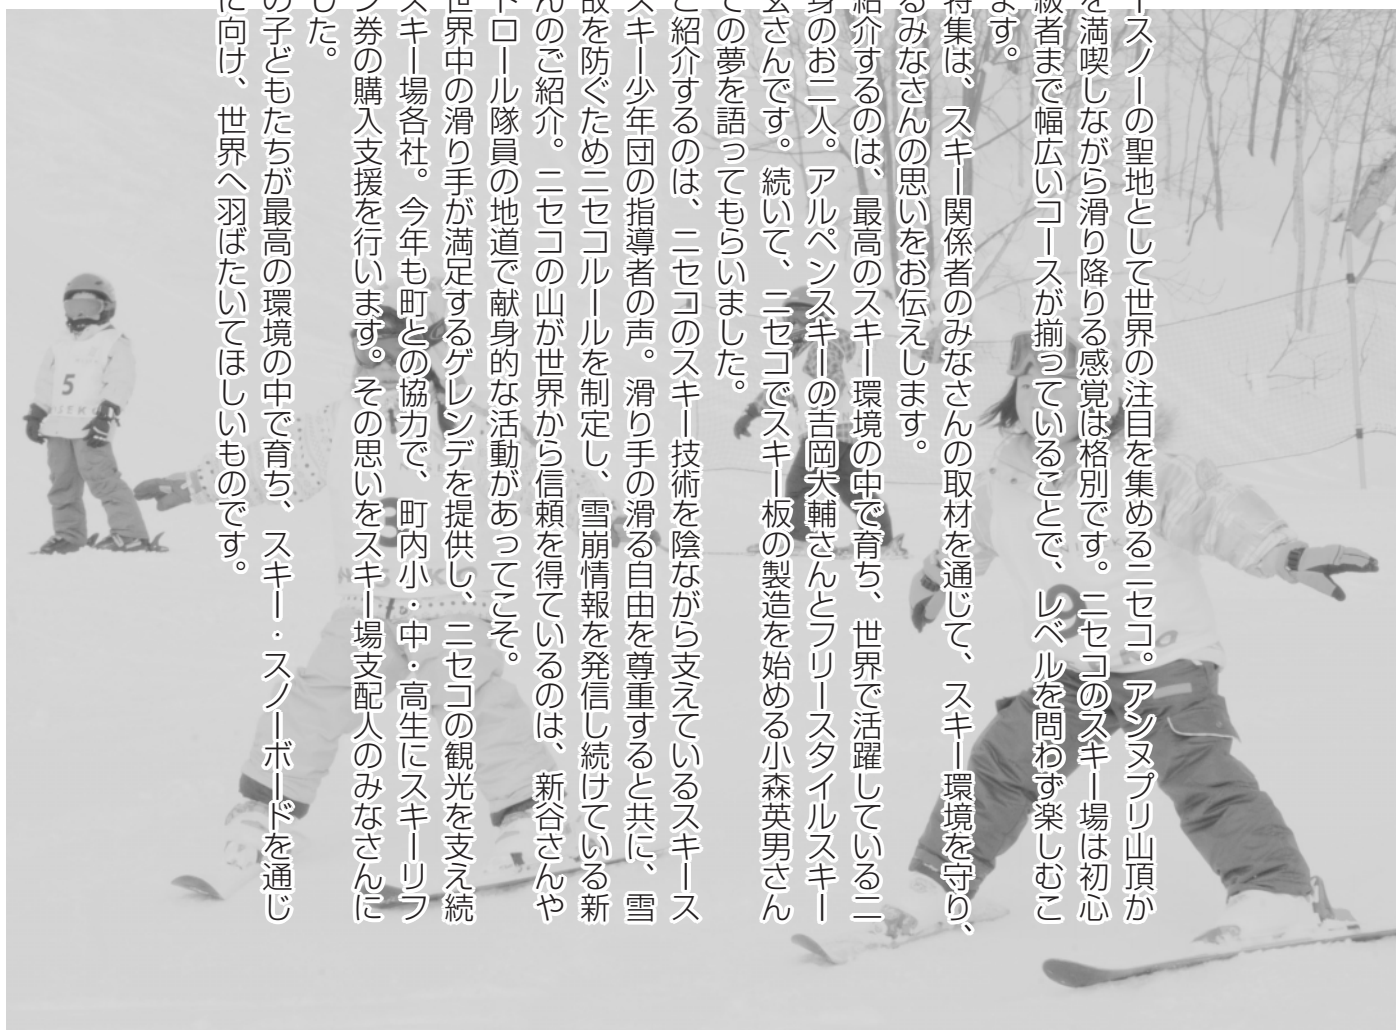 ースノーの聖地として世界の注目を集めるニセコ。アンヌプリ山頂か
を満喫しながら滑り降りる感覚は格別です。ニセコのスキー場は初心
級者まで幅広いコースが揃っていることで、レベルを問わず楽しむこ
ます。
特集は、スキー関係者のみなさんの取材を通じて、スキー環境を守り、
るみなさんの思いをお伝えします。
紹介するのは、最高のスキー環境の中で育ち、世界で活躍している二
身のお二人。アルペンスキーの吉岡大輔さんとフリースタイルスキー
玄さんです。続いて、ニセコでスキー板の製造を始める小森英男さん
ての夢を語ってもらいました。
ご紹介するのは、ニセコのスキー技術を陰ながら支えているスキース
スキー少年団の指導者の声。滑り手の滑る自由を尊重すると共に、雪
故を防ぐためニセコルールを制定し、雪崩情報を発信し続けている新
んのご紹介。ニセコの山が世界から信頼を得ているのは、新谷さんや
トロール隊員の地道で献身的な活動があってこそ。
世界中の滑り手が満足するゲレンデを提供し、ニセコの観光を支え続
スキー場各社。今年も町との協力で、町内小・中・高生にスキーリフ
ン券の購入支援を行います。その思いをスキー場支配人のみなさんに
した。
の子どもたちが最高の環境の中で育ち、スキー・スノーボードを通じ
に向け、世界へ羽ばたいてほしいものです。
5